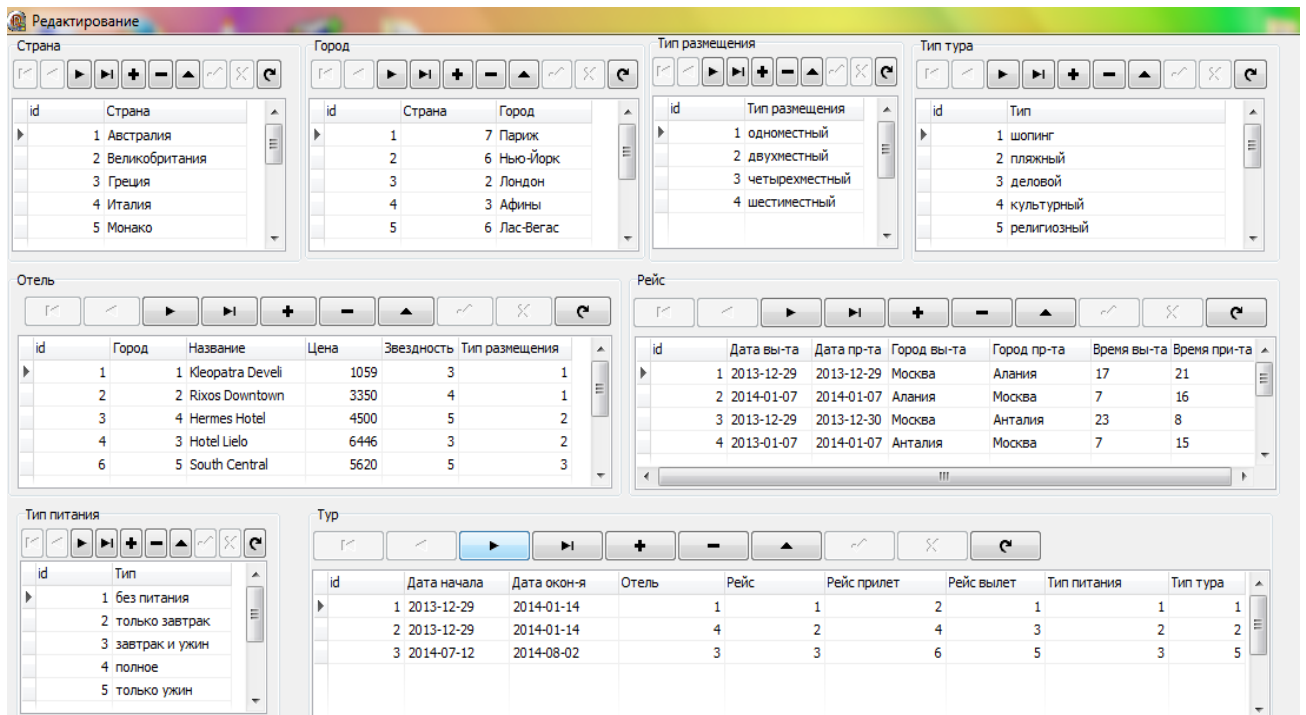 Редактирование
Страна
id Страна
1 Австралия
2 Великобритания
3 Греция
4 Италия
5 Монако
Город
id Страна Город
1 7 Париж
2 6 Нью-Йорк
3 2 Лондон
4 3 Афины
5 6 Лас-Вегас
Тип размещения
id Тип размещения
1 одноместный
2 двухместный
3 четырехместный
4 шестиместный
Тип тура
id Тип
1 шопинг
2 пляжный
3 деловой
4 культурный
5 религиозный
Отель
id Город Название Цена Звездность Тип размещения
1 1 Kleopatra Develi 1059 3 1
2 2 Rixos Downtown 3350 4 1
3 4 Hermes Hotel 4500 5 2
4 3 Hotel Lielo 6446 3 2
6 5 South Central 5620 5 3
Рейс
id Дата вы-та Дата пр-та Город вы-та Город пр-та Время вы-та Время при-та
1 2013-12-29 2013-12-29 Москва Алания 17 21
2 2014-01-07 2014-01-07 Алания Москва 7 16
3 2013-12-29 2013-12-30 Москва Анталия 23 8
4 2013-01-07 2014-01-07 Анталия Москва 7 15
Тип питания
id Тип
1 без питания
2 только завтрак
3 завтрак и ужин
4 полное
5 только ужин
Тур
id Дата начала Дата окон-я Отель Рейс Рейс прилет Рейс вылет Тип питания Тип тура
1 2013-12-29 2014-01-14 1 1 2 1 1 1
2 2013-12-29 2014-01-14 4 2 4 3 2 2
3 2014-07-12 2014-08-02 3 3 6 5 3 5